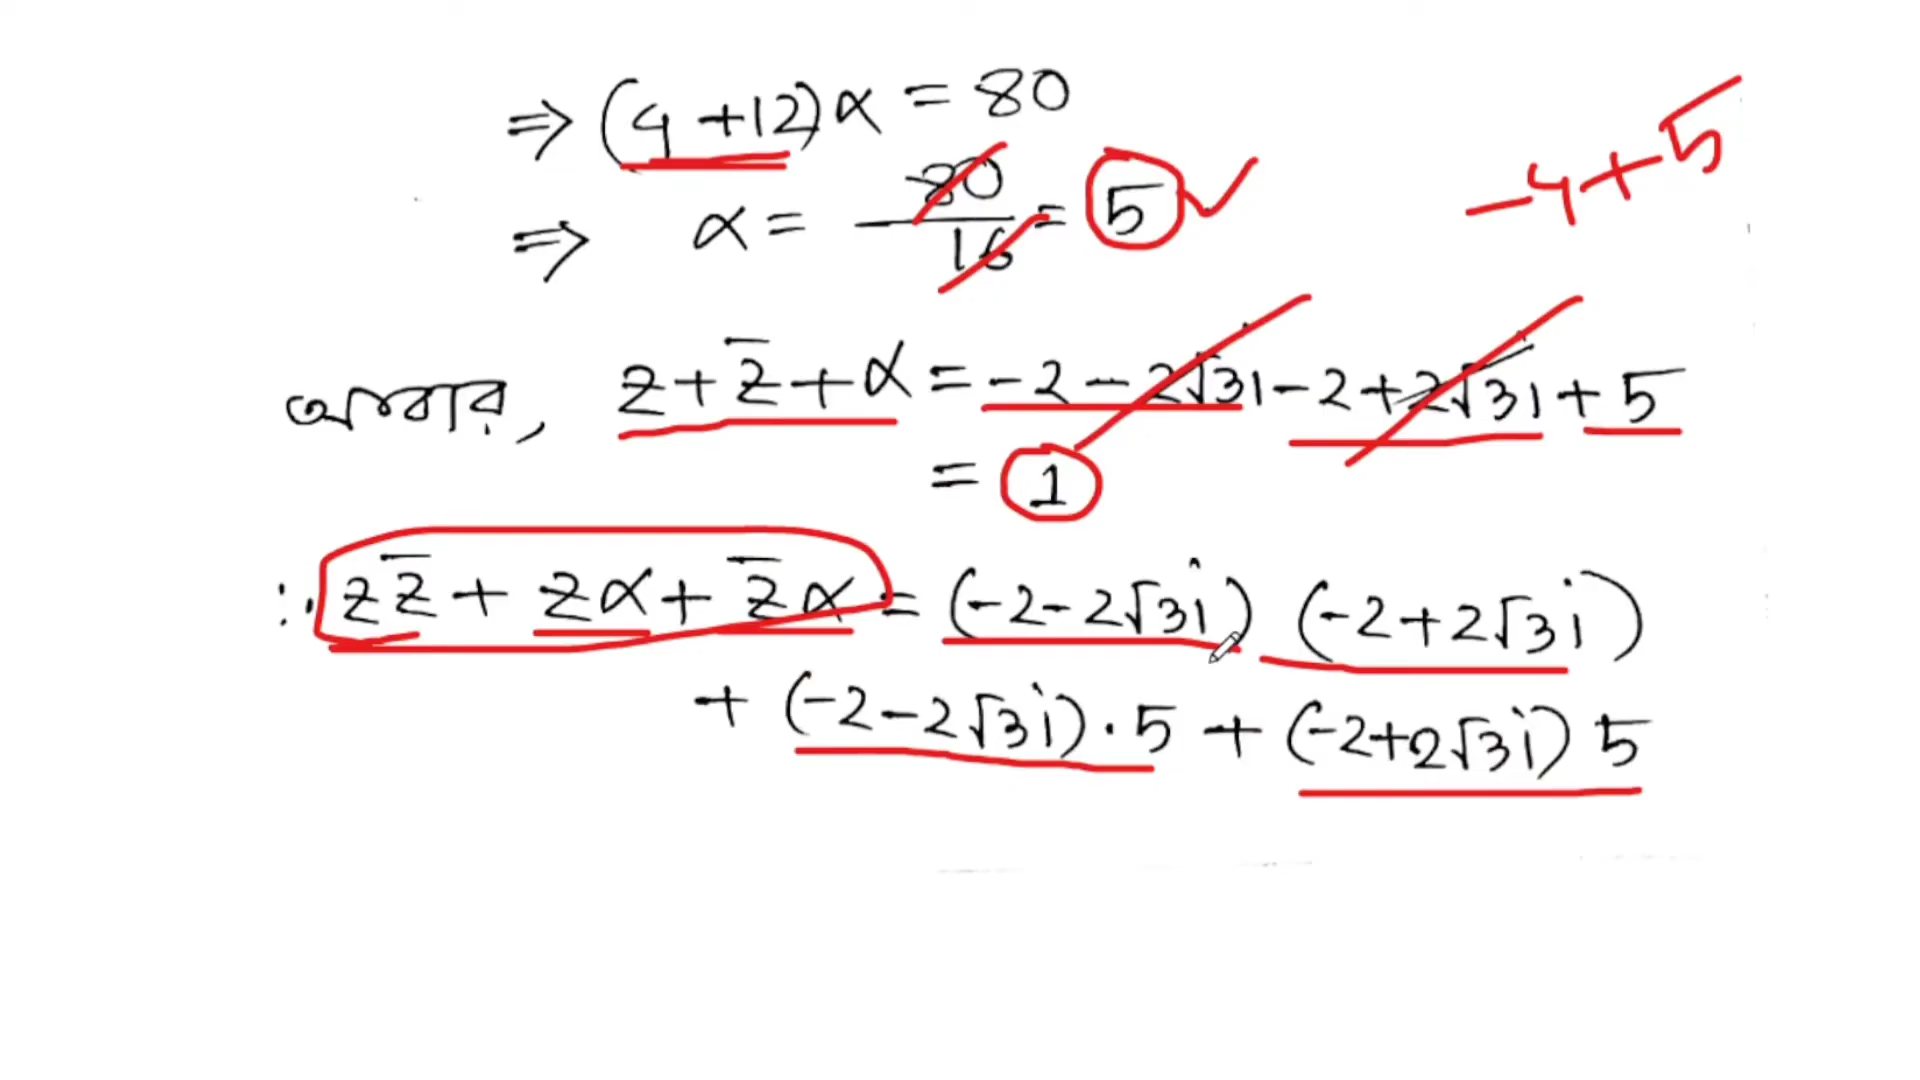 ⇒ (4 + 12)α = 80
-4+5
⇒ α = 80/16 = 5 ✓
আবার, z + z̅ + α = -2 - 2√3i - 2 + 2√3i + 5
= 1
∴ zz̅ + zα + z̅α = (-2 - 2√3i) (-2 + 2√3i)
+ (-2 - 2√3i) · 5 + (-2+2√3i) 5